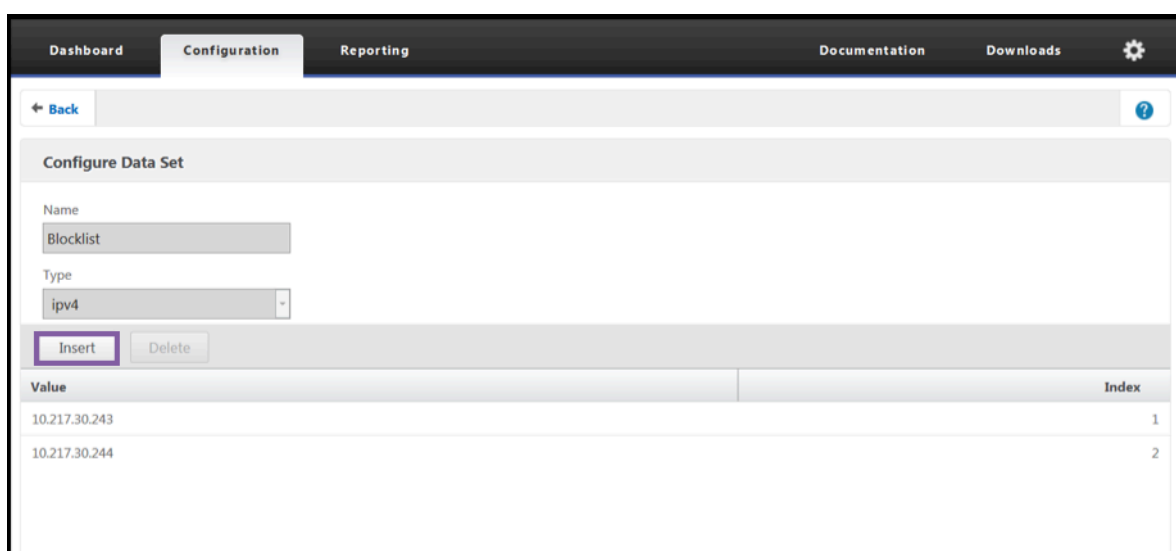 Dashboard Configuration Reporting Documentation Downloads
Back ?
Configure Data Set
Name
Blocklist
Type
ipv4
Insert Delete
Value Index
10.217.30.243 1
10.217.30.244 2